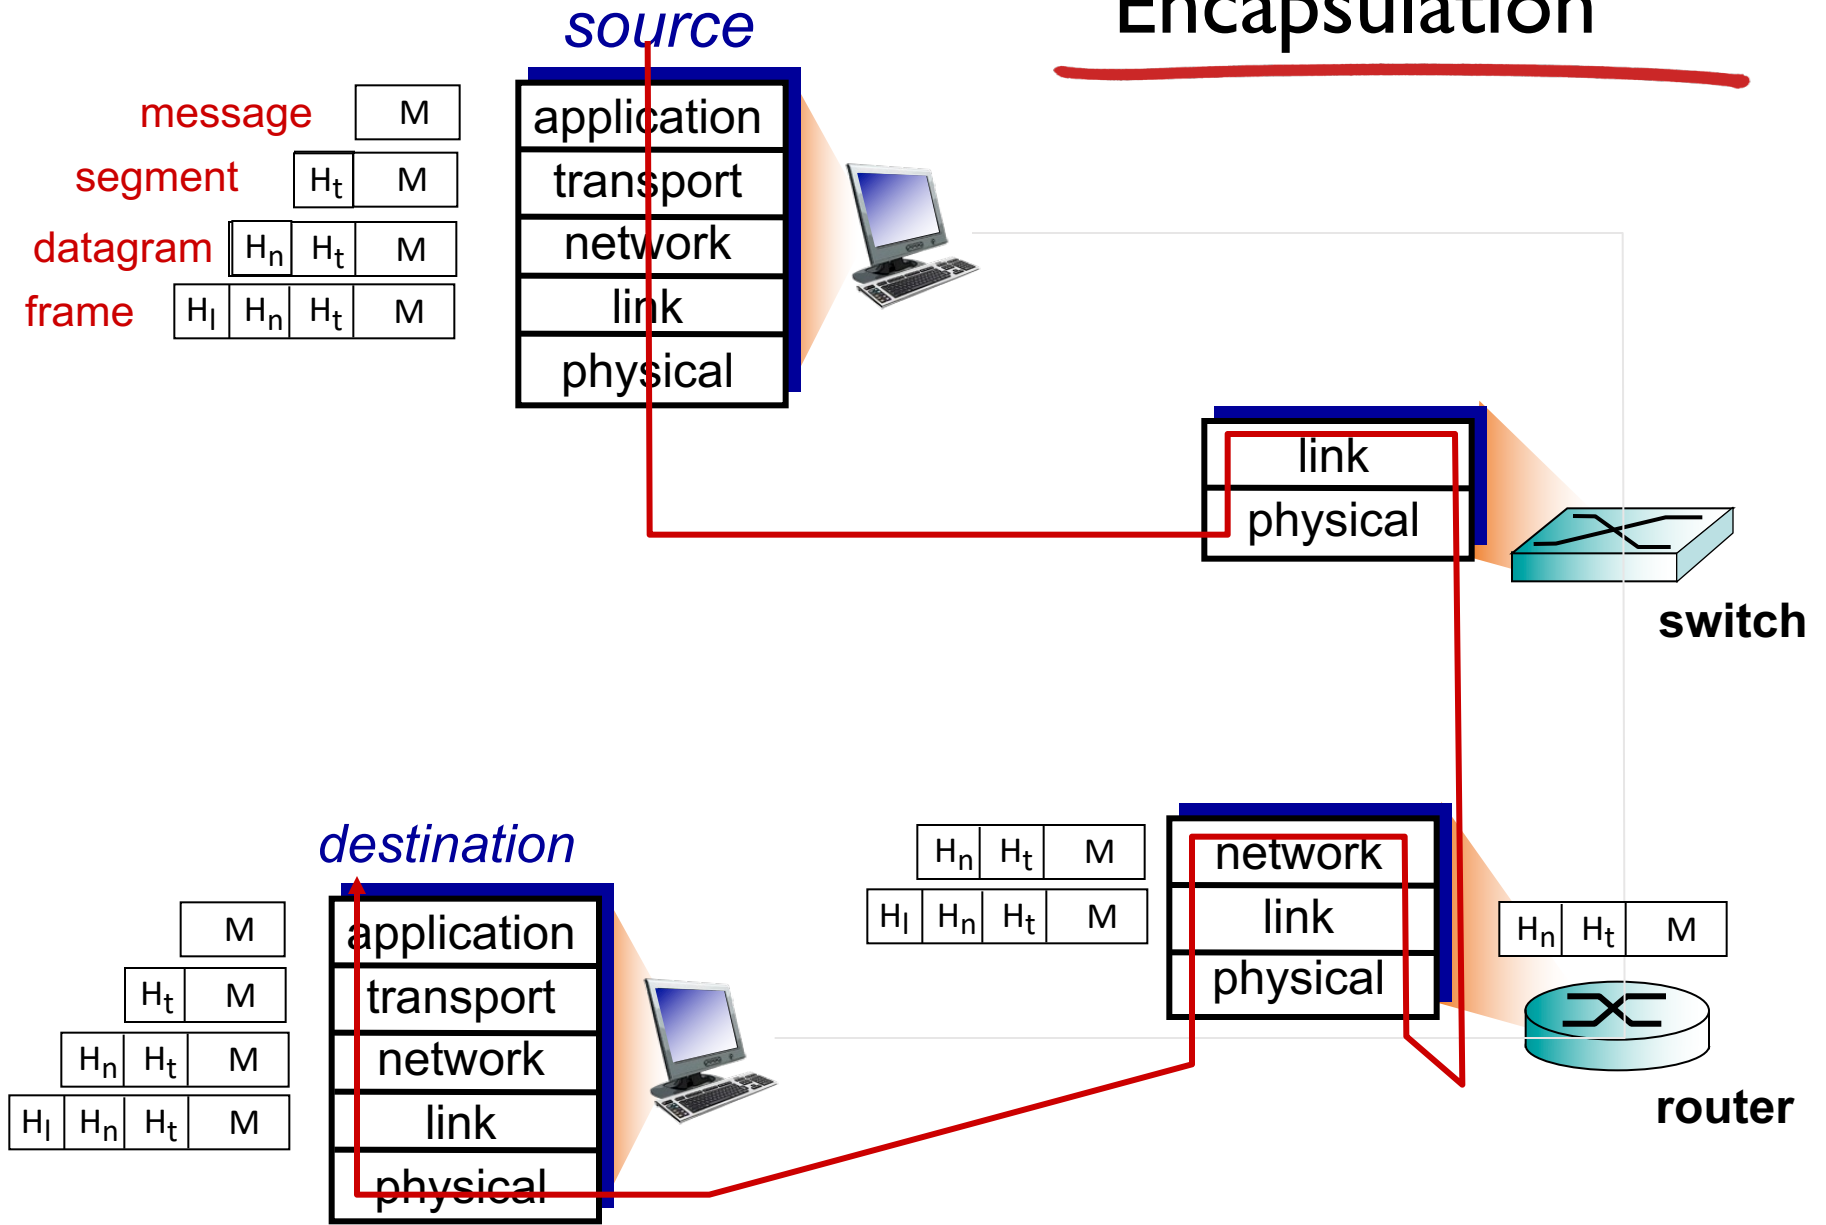 Encapsulation
source
message M
segment Ht M
datagram Hn Ht M
frame Hl Hn Ht M
application
transport
network
link
physical
link
physical
switch
destination
M
Ht M
Hn Ht M
Hl Hn Ht M
application
transport
network
link
physical
Hn Ht M
Hl Hn Ht M
network
link
physical
Hn Ht M
router